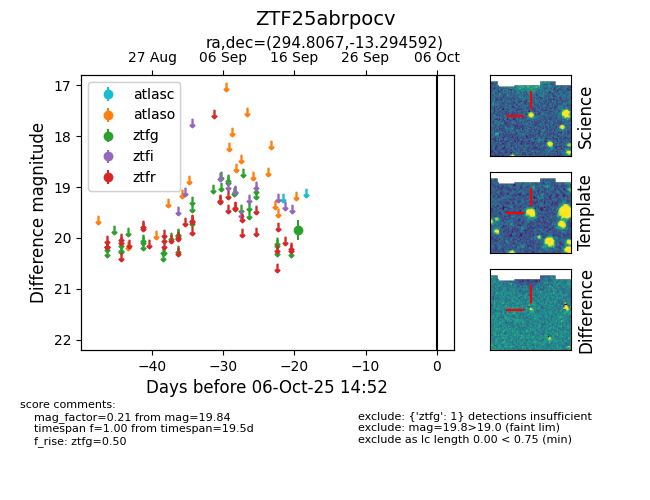 ZTF25abrpocv
ra,dec=(294.8067,-13.294592)
27 Aug 06 Sep 16 Sep 26 Sep 06 Oct
17
18
19
20
21
22
Difference magnitude
atlasc
atlaso
ztfg
ztfi
ztfr
−40 −30 −20 −10 0
Days before 06-Oct-25 14:52
Science
Template
Difference
score comments:
mag_factor=0.21 from mag=19.84
timespan f=1.00 from timespan=19.5d
f_rise: ztfg=0.50
exclude: {'ztfg': 1} detections insufficient
exclude: mag=19.8>19.0 (faint lim)
exclude as lc length 0.00 < 0.75 (min)